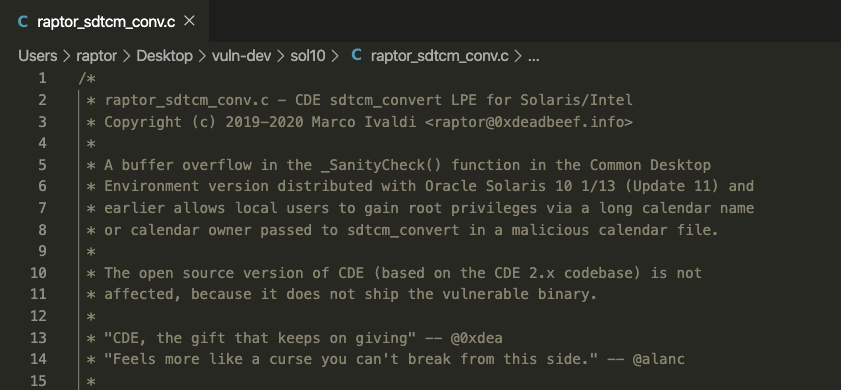 C raptor_sdtcm_conv.c ×
Users > raptor > Desktop > vuln-dev > sol10 > C raptor_sdtcm_conv.c > ...
1 /*
2 * raptor_sdtcm_conv.c - CDE sdtcm_convert LPE for Solaris/Intel
3 * Copyright (c) 2019-2020 Marco Ivaldi <raptor@0xdeadbeef.info>
4 *
5 * A buffer overflow in the _SanityCheck() function in the Common Desktop
6 * Environment version distributed with Oracle Solaris 10 1/13 (Update 11) and
7 * earlier allows local users to gain root privileges via a long calendar name
8 * or calendar owner passed to sdtcm_convert in a malicious calendar file.
9 *
10 * The open source version of CDE (based on the CDE 2.x codebase) is not
11 * affected, because it does not ship the vulnerable binary.
12 *
13 * "CDE, the gift that keeps on giving" -- @0xdea
14 * "Feels more like a curse you can't break from this side." -- @alanc
15 *